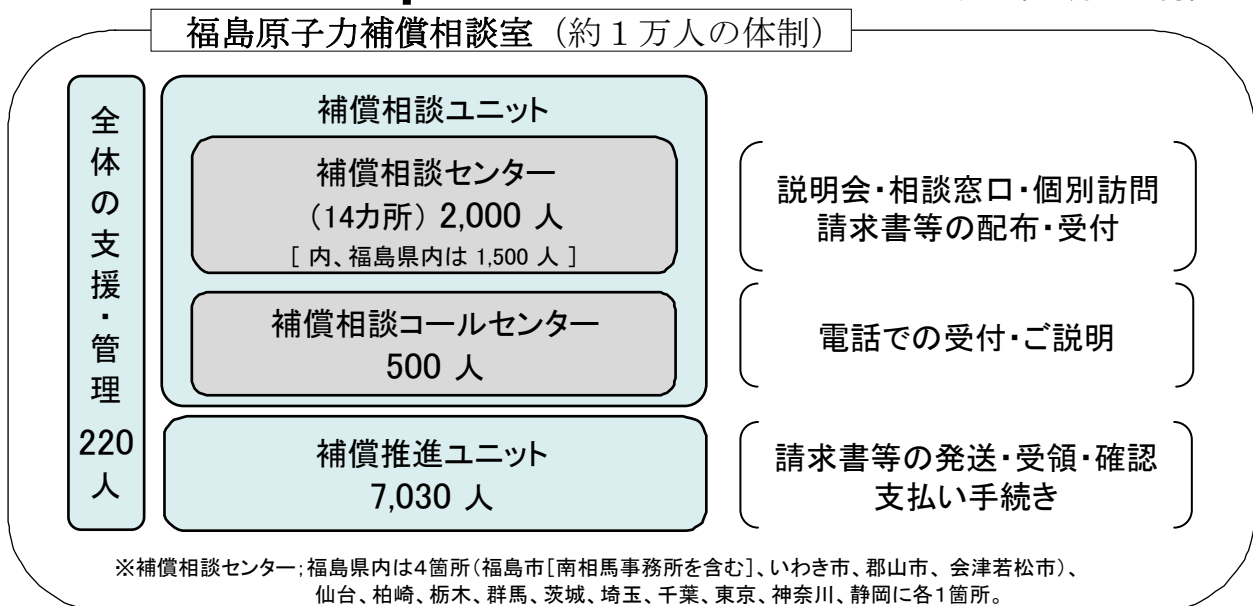 福島原子力補償相談室（約１万人の体制）
全体の支援・管理
220
人
補償相談ユニット
補償相談センター
（14カ所）2,000 人
[ 内、福島県内は 1,500 人 ]
説明会・相談窓口・個別訪問
請求書等の配布・受付
補償相談コールセンター
500 人
電話での受付・ご説明
補償推進ユニット
7,030 人
請求書等の発送・受領・確認
支払い手続き
※補償相談センター；福島県内は４箇所（福島市[南相馬事務所を含む]、いわき市、郡山市、会津若松市）、
仙台、柏崎、栃木、群馬、茨城、埼玉、千葉、東京、神奈川、静岡に各１箇所。